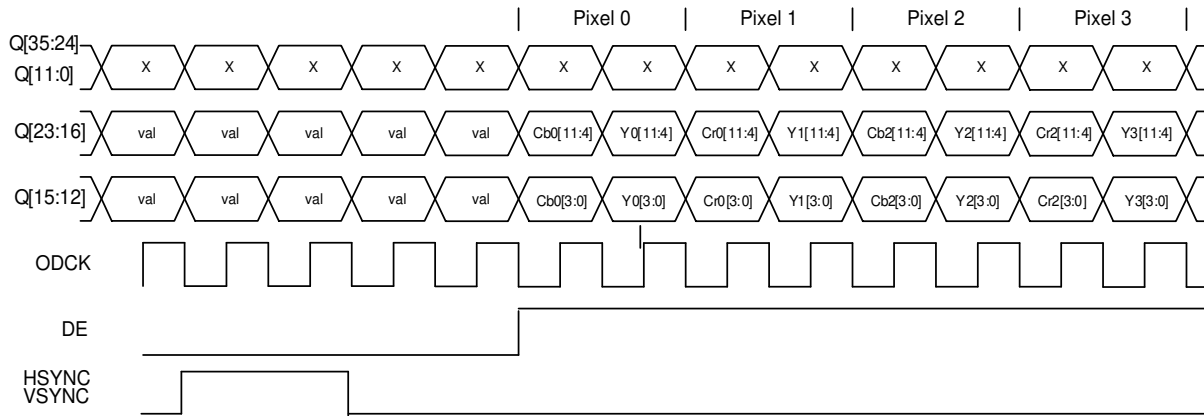 Pixel 0 Pixel 1 Pixel 2 Pixel 3
Q[35:24]
Q[11:0] X X X X X X X X X X X X X
Q[23:16] val val val val val Cb0[11:4] Y0[11:4] Cr0[11:4] Y1[11:4] Cb2[11:4] Y2[11:4] Cr2[11:4] Y3[11:4]
Q[15:12] val val val val val Cb0[3:0] Y0[3:0] Cr0[3:0] Y1[3:0] Cb2[3:0] Y2[3:0] Cr2[3:0] Y3[3:0]
ODCK
DE
HSYNC
VSYNC